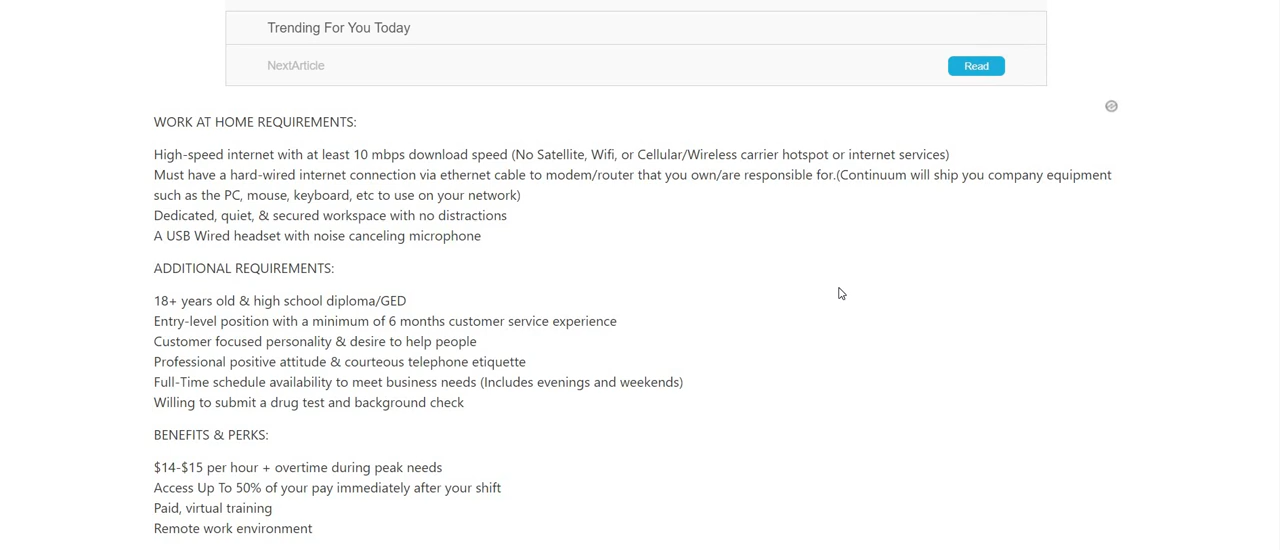 Trending For You Today
NextArticle
Read
WORK AT HOME REQUIREMENTS:
High-speed internet with at least 10 mbps download speed (No Satellite, Wifi, or Cellular/Wireless carrier hotspot or internet services)
Must have a hard-wired internet connection via ethernet cable to modem/router that you own/are responsible for.(Continuum will ship you company equipment
such as the PC, mouse, keyboard, etc to use on your network)
Dedicated, quiet, & secured workspace with no distractions
A USB Wired headset with noise canceling microphone
ADDITIONAL REQUIREMENTS:
18+ years old & high school diploma/GED
Entry-level position with a minimum of 6 months customer service experience
Customer focused personality & desire to help people
Professional positive attitude & courteous telephone etiquette
Full-Time schedule availability to meet business needs (Includes evenings and weekends)
Willing to submit a drug test and background check
BENEFITS & PERKS:
$14-$15 per hour + overtime during peak needs
Access Up To 50% of your pay immediately after your shift
Paid, virtual training
Remote work environment